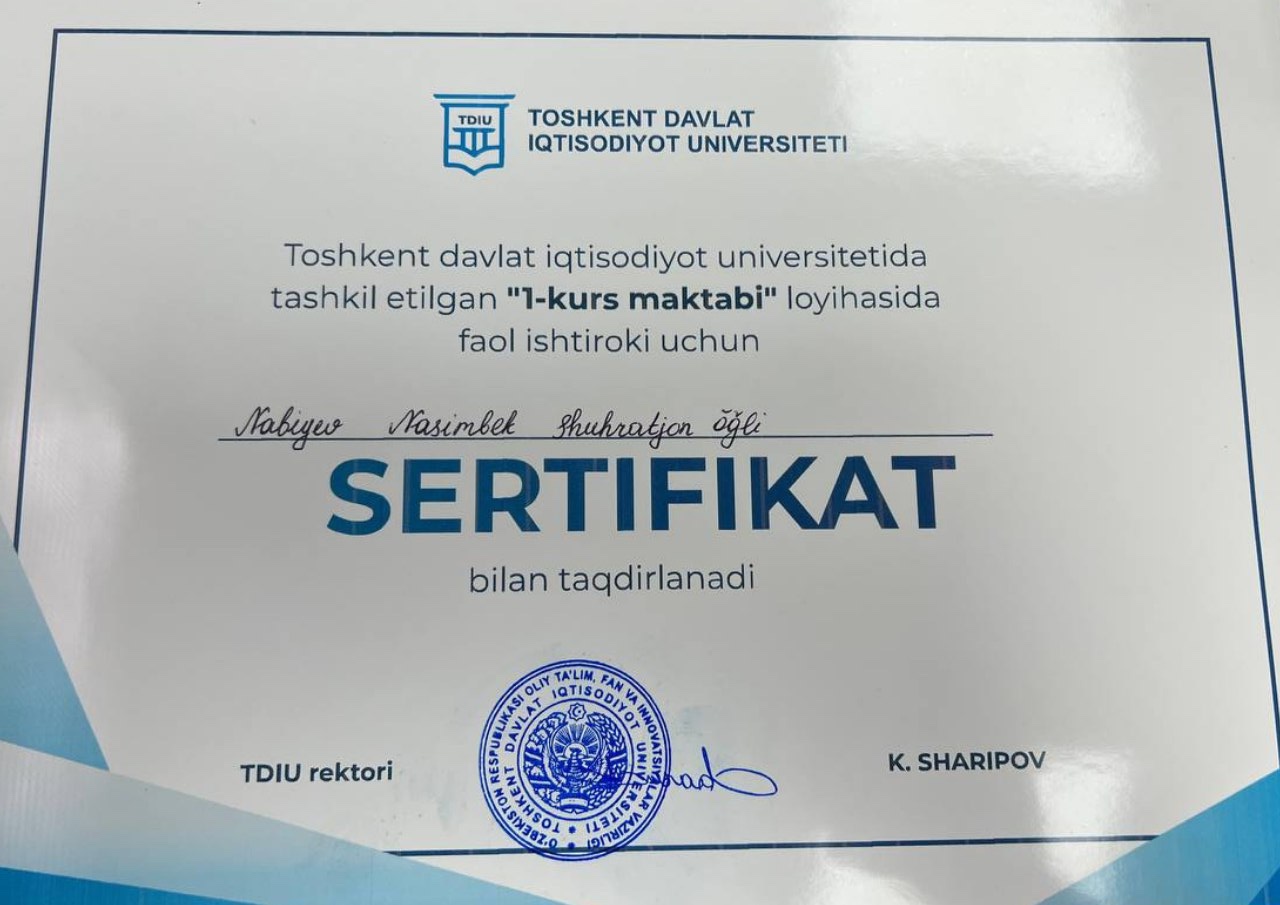 TDIU
TOSHKENT DAVLAT
IQTISODIYOT UNIVERSITETI
Toshkent davlat iqtisodiyot universitetida
tashkil etilgan "1-kurs maktabi" loyihasida
faol ishtiroki uchun
Nabiyev Nasimbek Shuhratjon õğli
SERTIFIKAT
bilan taqdirlanadi
O'ZBEKISTON RESPUBLIKASI OLIY TA'LIM, FAN VA INNOVATSIYALAR VAZIRLIGI
TOSHKENT DAVLAT IQTISODIYOT UNIVERSITETI
TDIU rektori
K. SHARIPOV